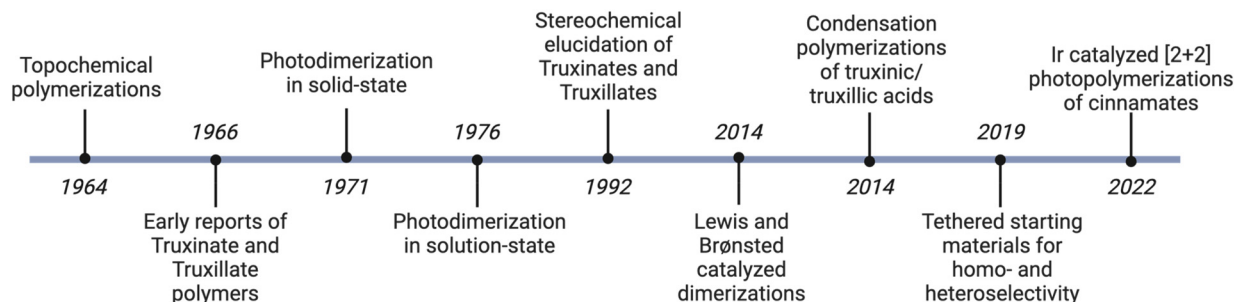 Topochemical
polymerizations
1964
1966
Early reports of
Truxinate and
Truxillate
polymers
Photodimerization
in solid-state
1971
1976
Photodimerization
in solution-state
Stereochemical
elucidation of
Truxinates and
Truxillates
1992
2014
Lewis and
Brønsted
catalyzed
dimerizations
Condensation
polymerizations
of truxinic/
truxillic acids
2014
2019
Tethered starting
materials for
homo- and
heteroselectivity
Ir catalyzed [2+2]
photopolymerizations
of cinnamates
2022